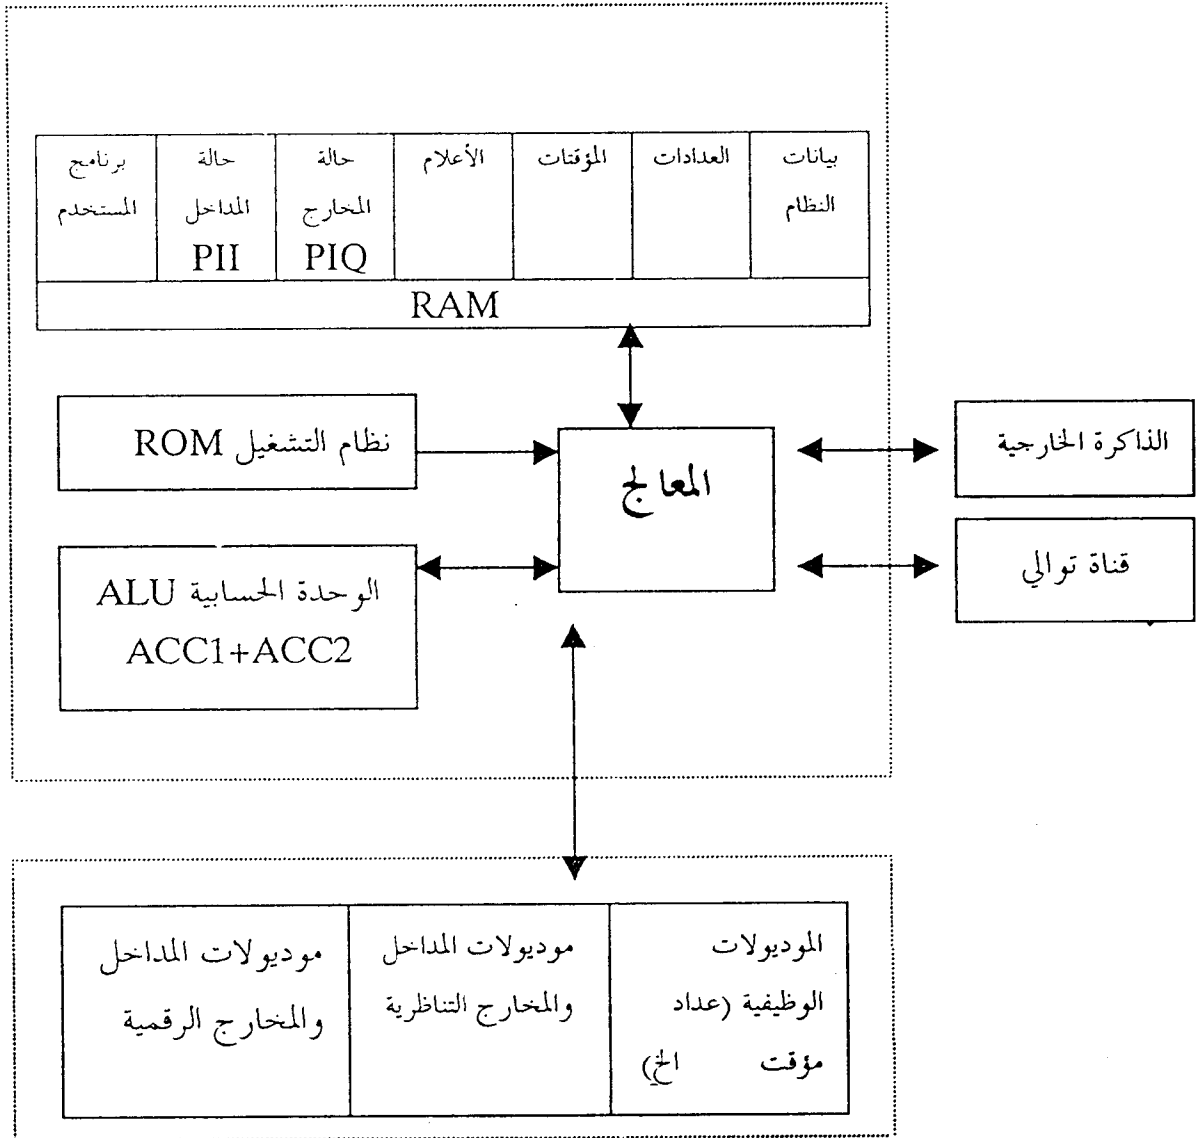 بيانات
النظام
العدادات
المؤقتات
الأعلام
حالة
المخارج
PIQ
حالة
المداخل
PII
برنامج
المستخدم
RAM
نظام التشغيل ROM
المعالج
الذاكرة الخارجية
الوحدة الحسابية ALU
ACC1+ACC2
قناة توالي
الموديولات
الوظيفية (عداد
مؤقت الخ)
موديولات المداخل
والمخارج التناظرية
موديولات المداخل
والمخارج الرقمية